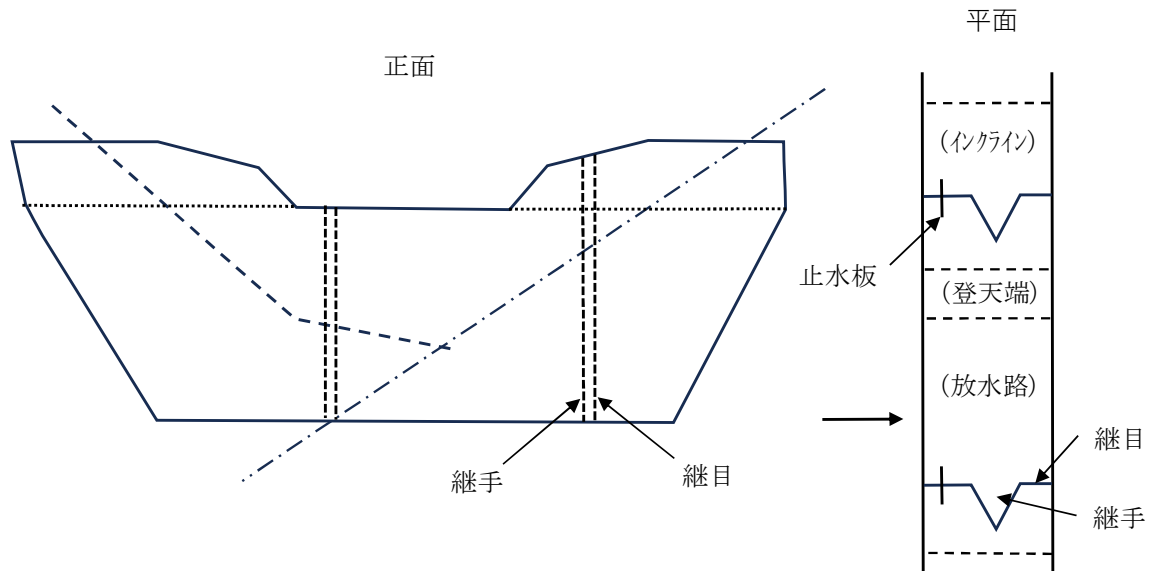 正面
継手
継目
平面
(インクライン)
止水板
(登天端)
(放水路)
継目
継手